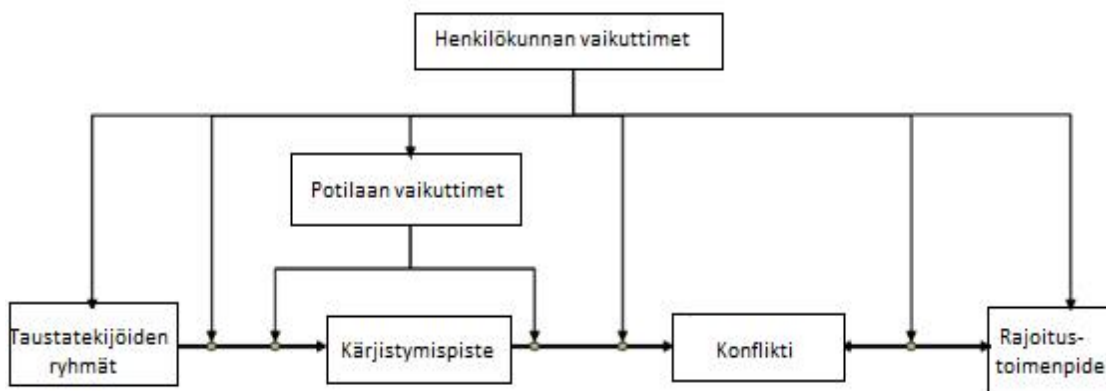 Henkilökunnan vaikuttimet
Potilaan vaikuttimet
Taustatekijöiden
ryhmät
Kärjistymispiste
Konflikti
Rajoitus-
toimenpide